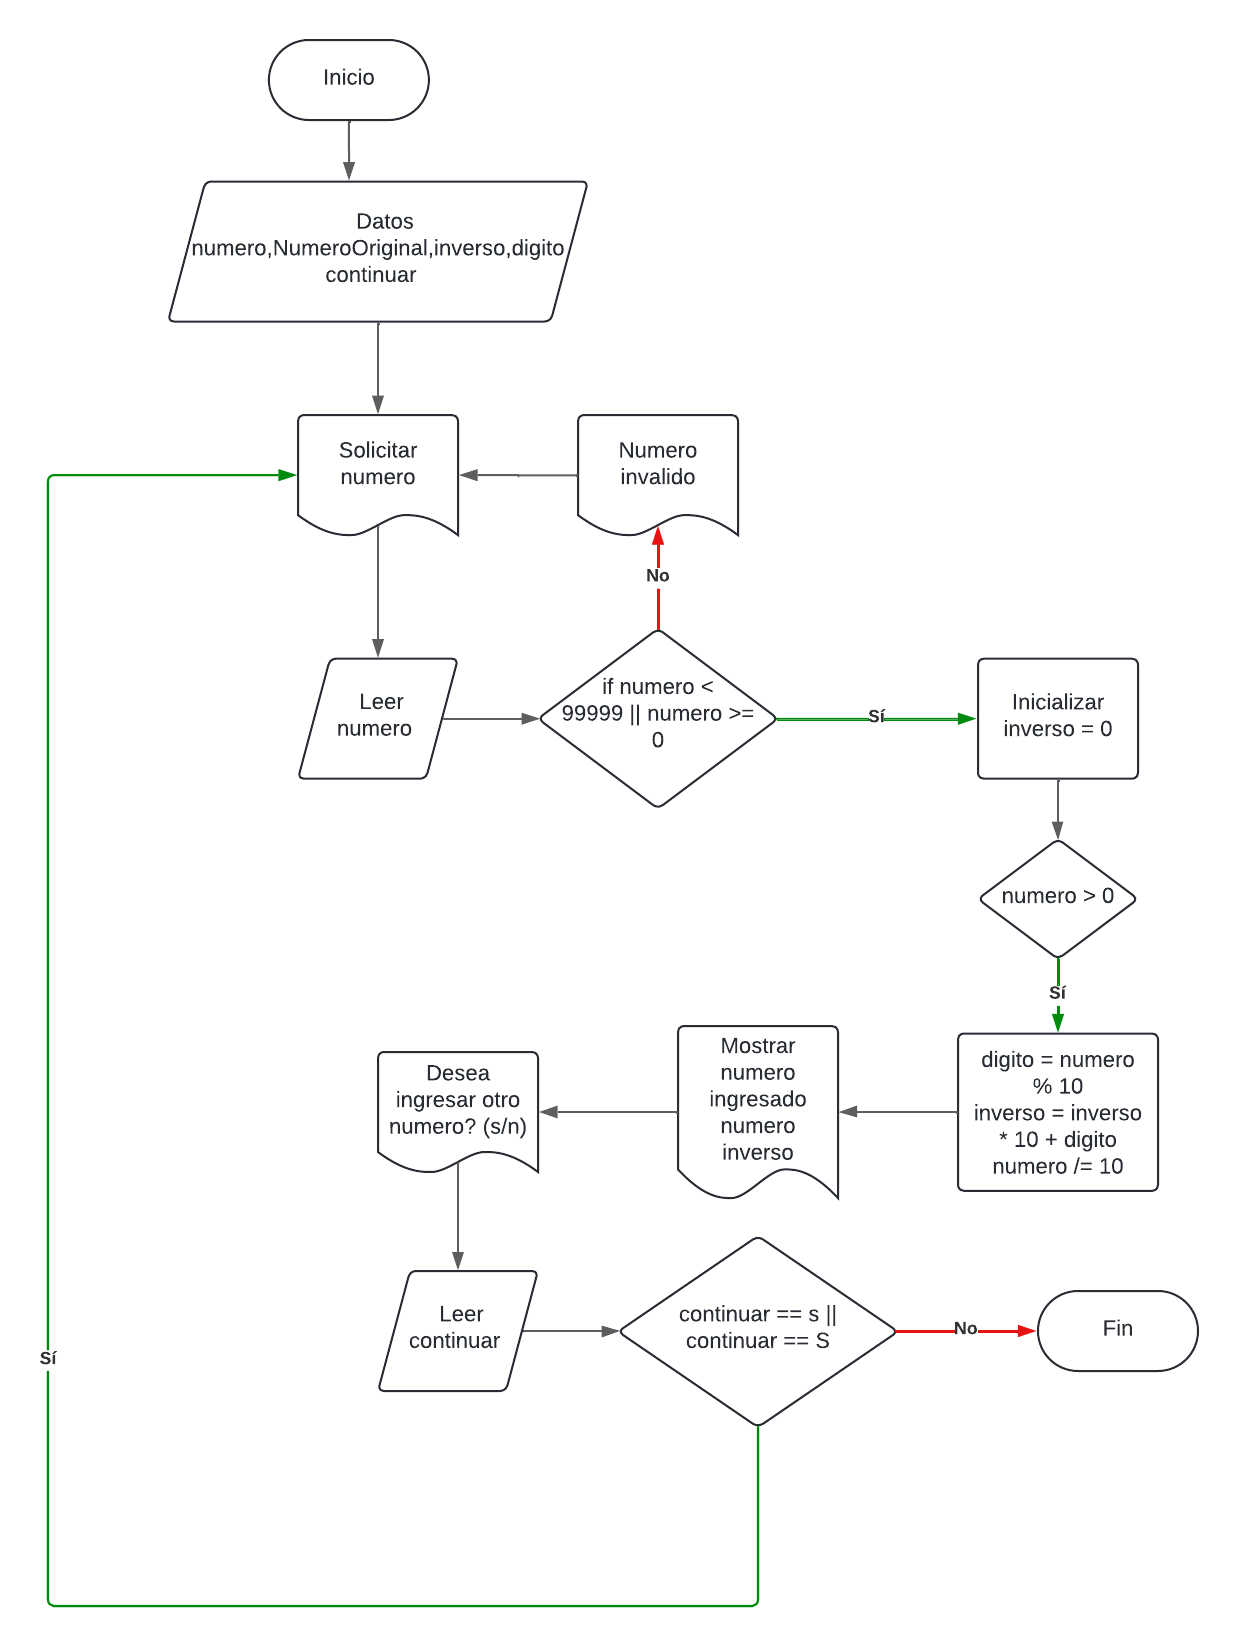 Inicio
Datos
numero,NumeroOriginal,inverso,digito
continuar
Solicitar
numero
Numero
invalido
No
Leer
numero
if numero <
99999 || numero >=
0
Sí
Inicializar
inverso = 0
numero > 0
Sí
digito = numero
% 10
inverso = inverso
* 10 + digito
numero /= 10
Mostrar
numero
ingresado
numero
inverso
Desea
ingresar otro
numero? (s/n)
Leer
continuar
continuar == s ||
continuar == S
No
Fin
Sí